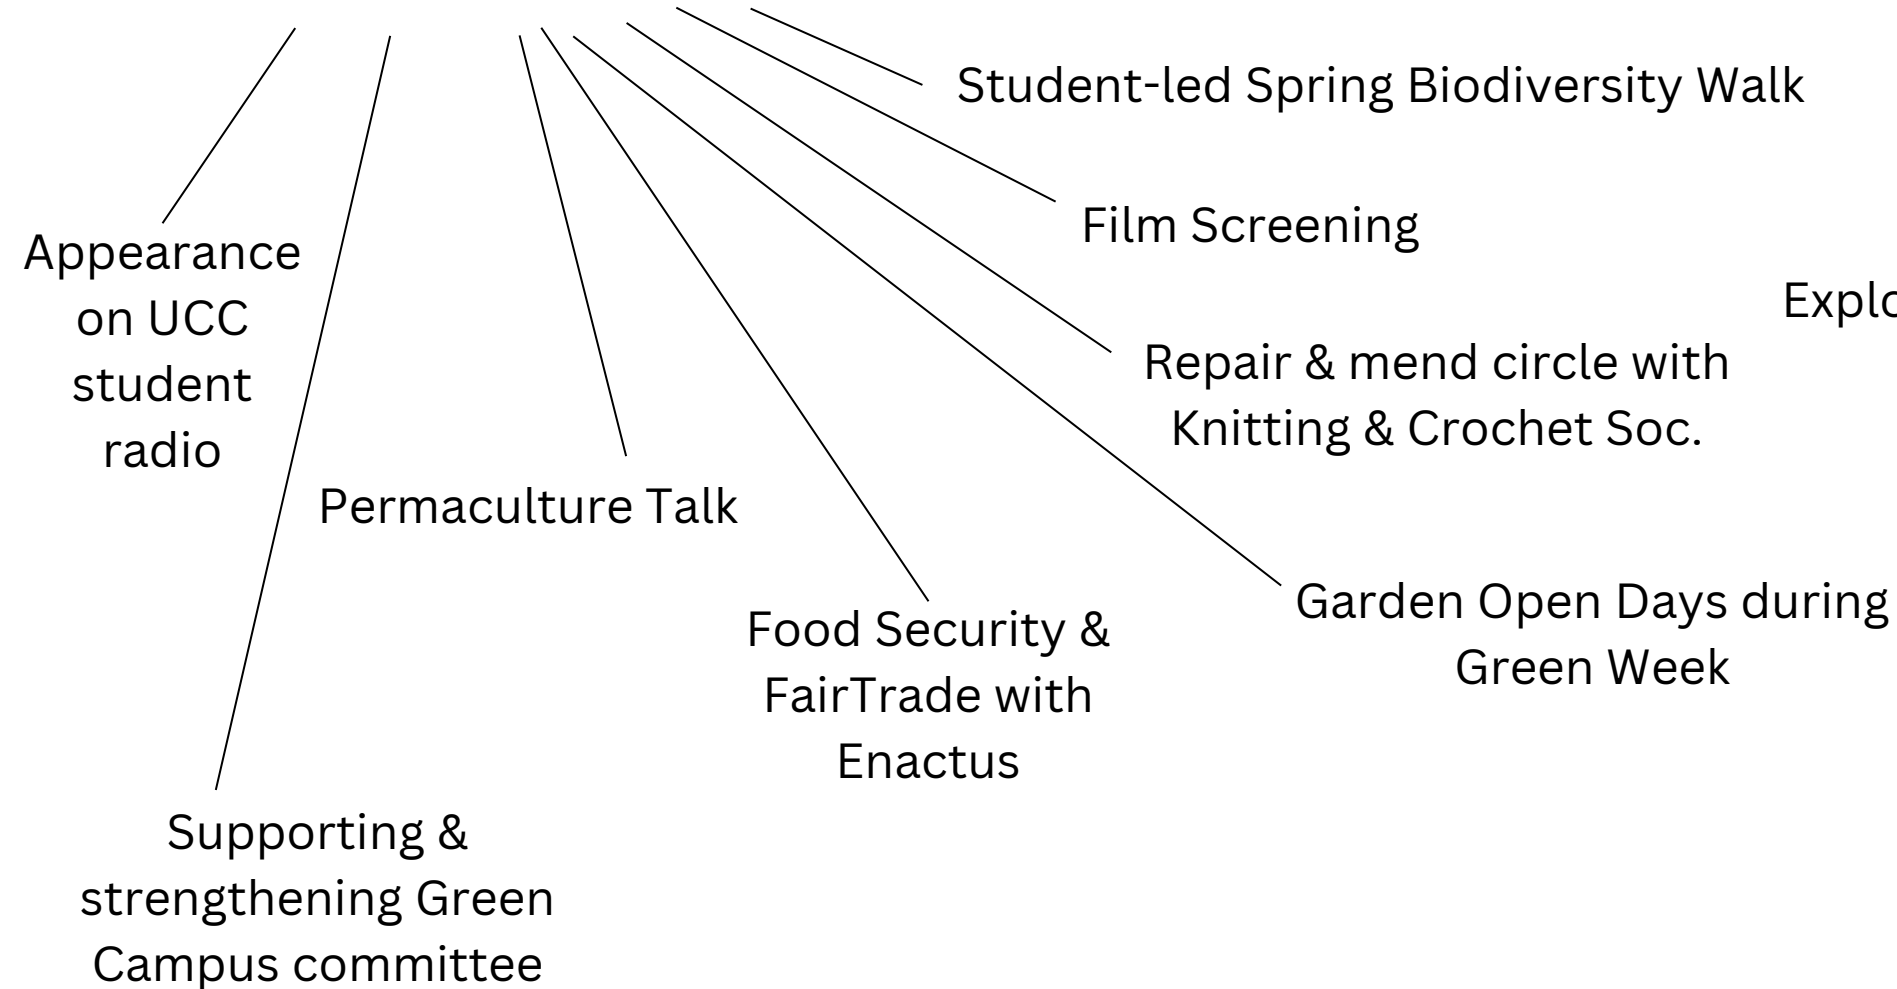 Student-led Spring Biodiversity Walk
Film Screening
Appearance
on UCC
student
radio
Repair & mend circle with
Knitting & Crochet Soc.
Permaculture Talk
Garden Open Days during
Green Week
Food Security &
FairTrade with
Enactus
Supporting &
strengthening Green
Campus committee